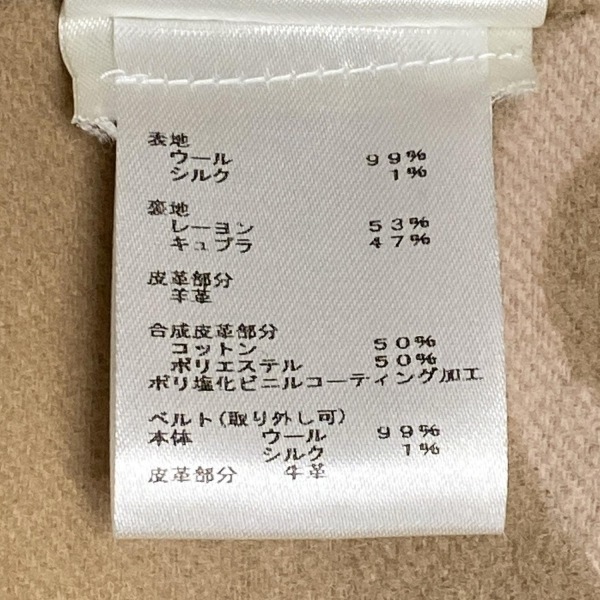 表地
ウール 99%
シルク 1%
裏地
レーヨン 53%
キュプラ 47%
皮革部分
羊革
合成皮革部分
コットン 50%
ポリエステル 50%
ポリ塩化ビニルコーティング加工
ベルト(取り外し可)
本体 ウール 99%
シルク 1%
皮革部分 牛革